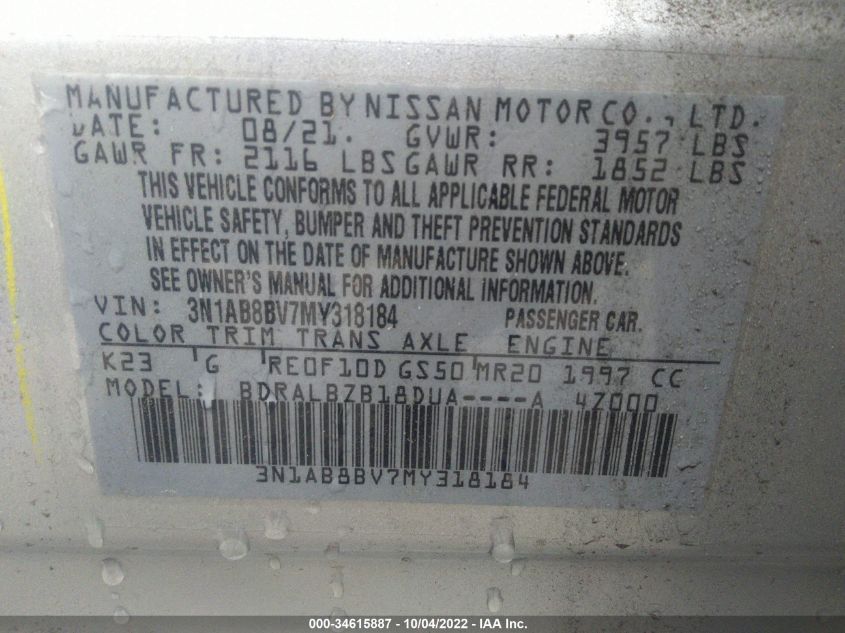 MANUFACTURED BY NISSAN MOTOR CO., LTD.
DATE: 08/21. GVWR: 3957 LBS
GAWR FR: 2116 LBS GAWR RR: 1852 LBS
THIS VEHICLE CONFORMS TO ALL APPLICABLE FEDERAL MOTOR
VEHICLE SAFETY, BUMPER AND THEFT PREVENTION STANDARDS
IN EFFECT ON THE DATE OF MANUFACTURE SHOWN ABOVE.
SEE OWNER'S MANUAL FOR ADDITIONAL INFORMATION.
VIN: 3N1AB8BV7MY318184 PASSENGER CAR.
COLOR TRIM TRANS AXLE ENGINE
K23 G RE0F10D GS50 MR20 1997 CC
MODEL: BDRALBZB18DUA----A 47000
3N1AB8BV7MY318184
000-34615887 - 10/04/2022 - IAA Inc.